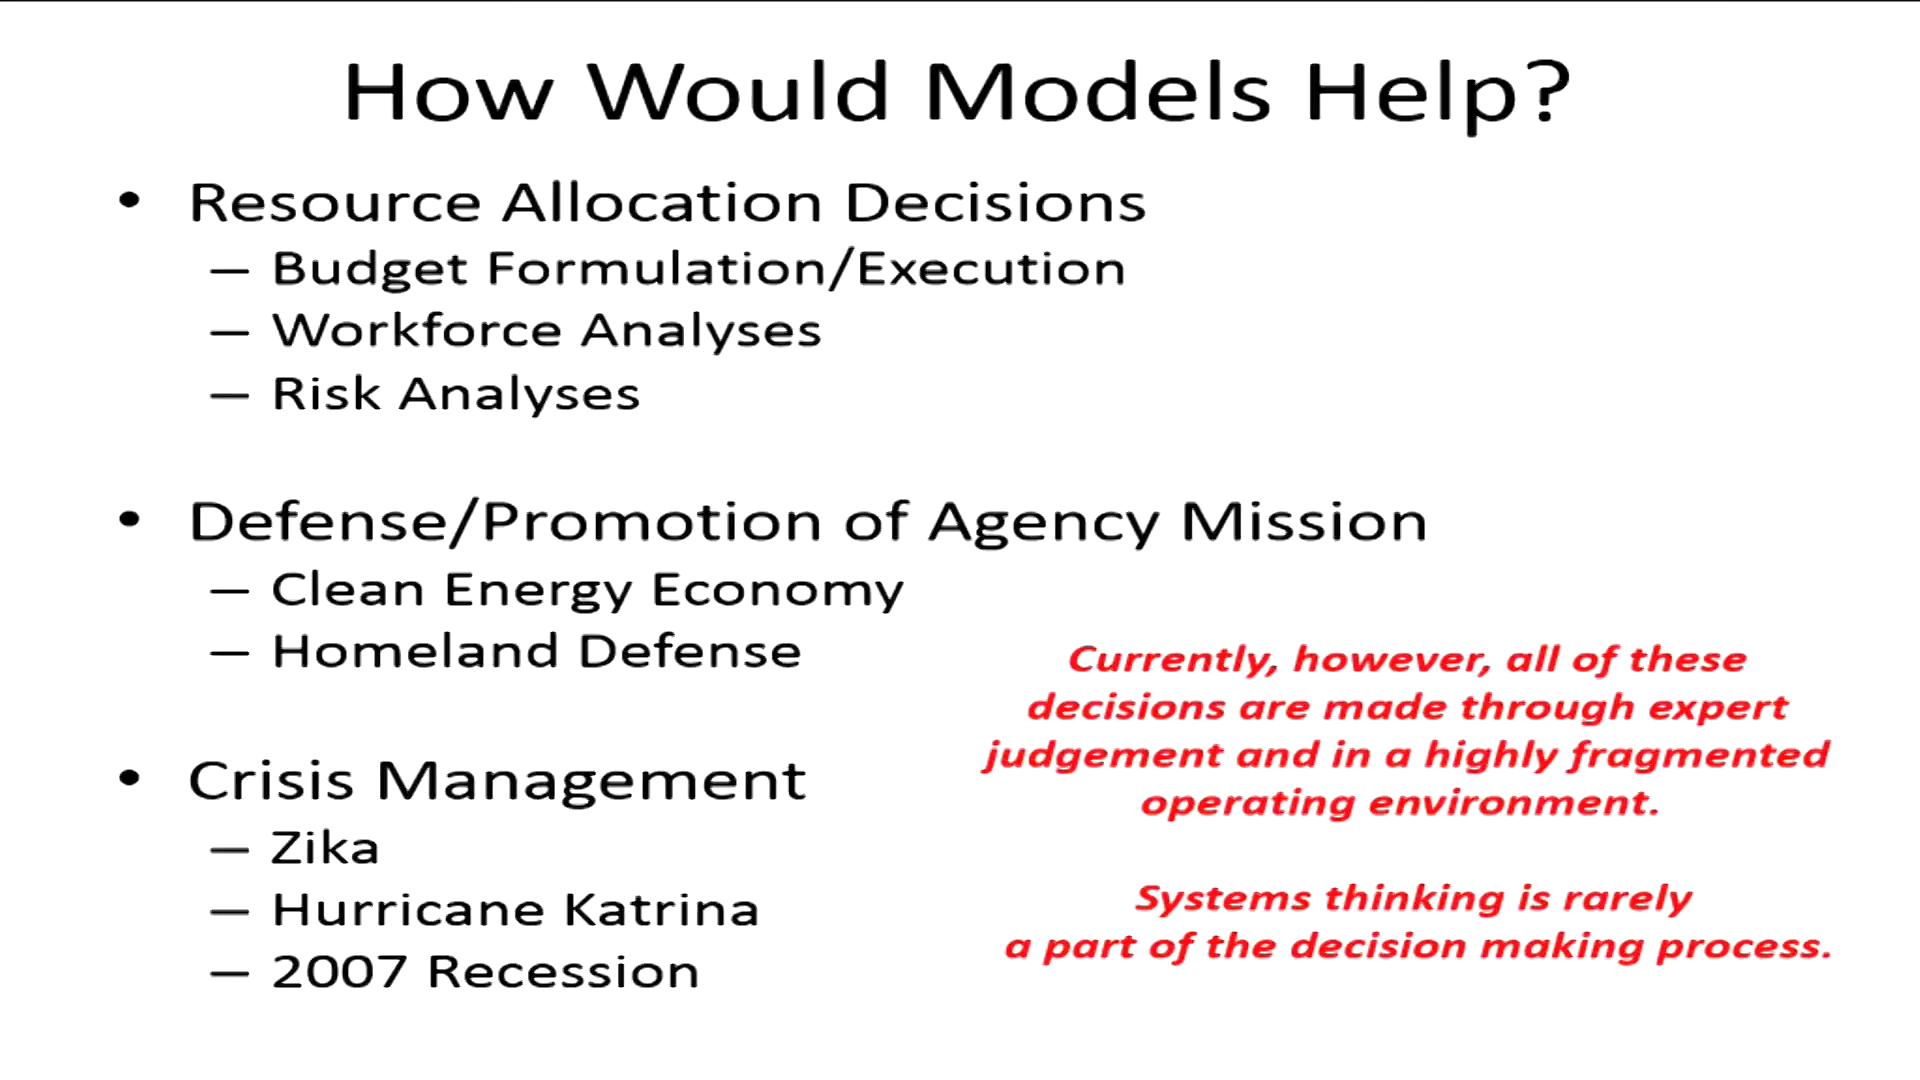 How Would Models Help?
• Resource Allocation Decisions
— Budget Formulation/Execution
— Workforce Analyses
— Risk Analyses
• Defense/Promotion of Agency Mission
— Clean Energy Economy
— Homeland Defense
• Crisis Management
— Zika
— Hurricane Katrina
— 2007 Recession
Currently, however, all of these
decisions are made through expert
judgement and in a highly fragmented
operating environment.
Systems thinking is rarely
a part of the decision making process.